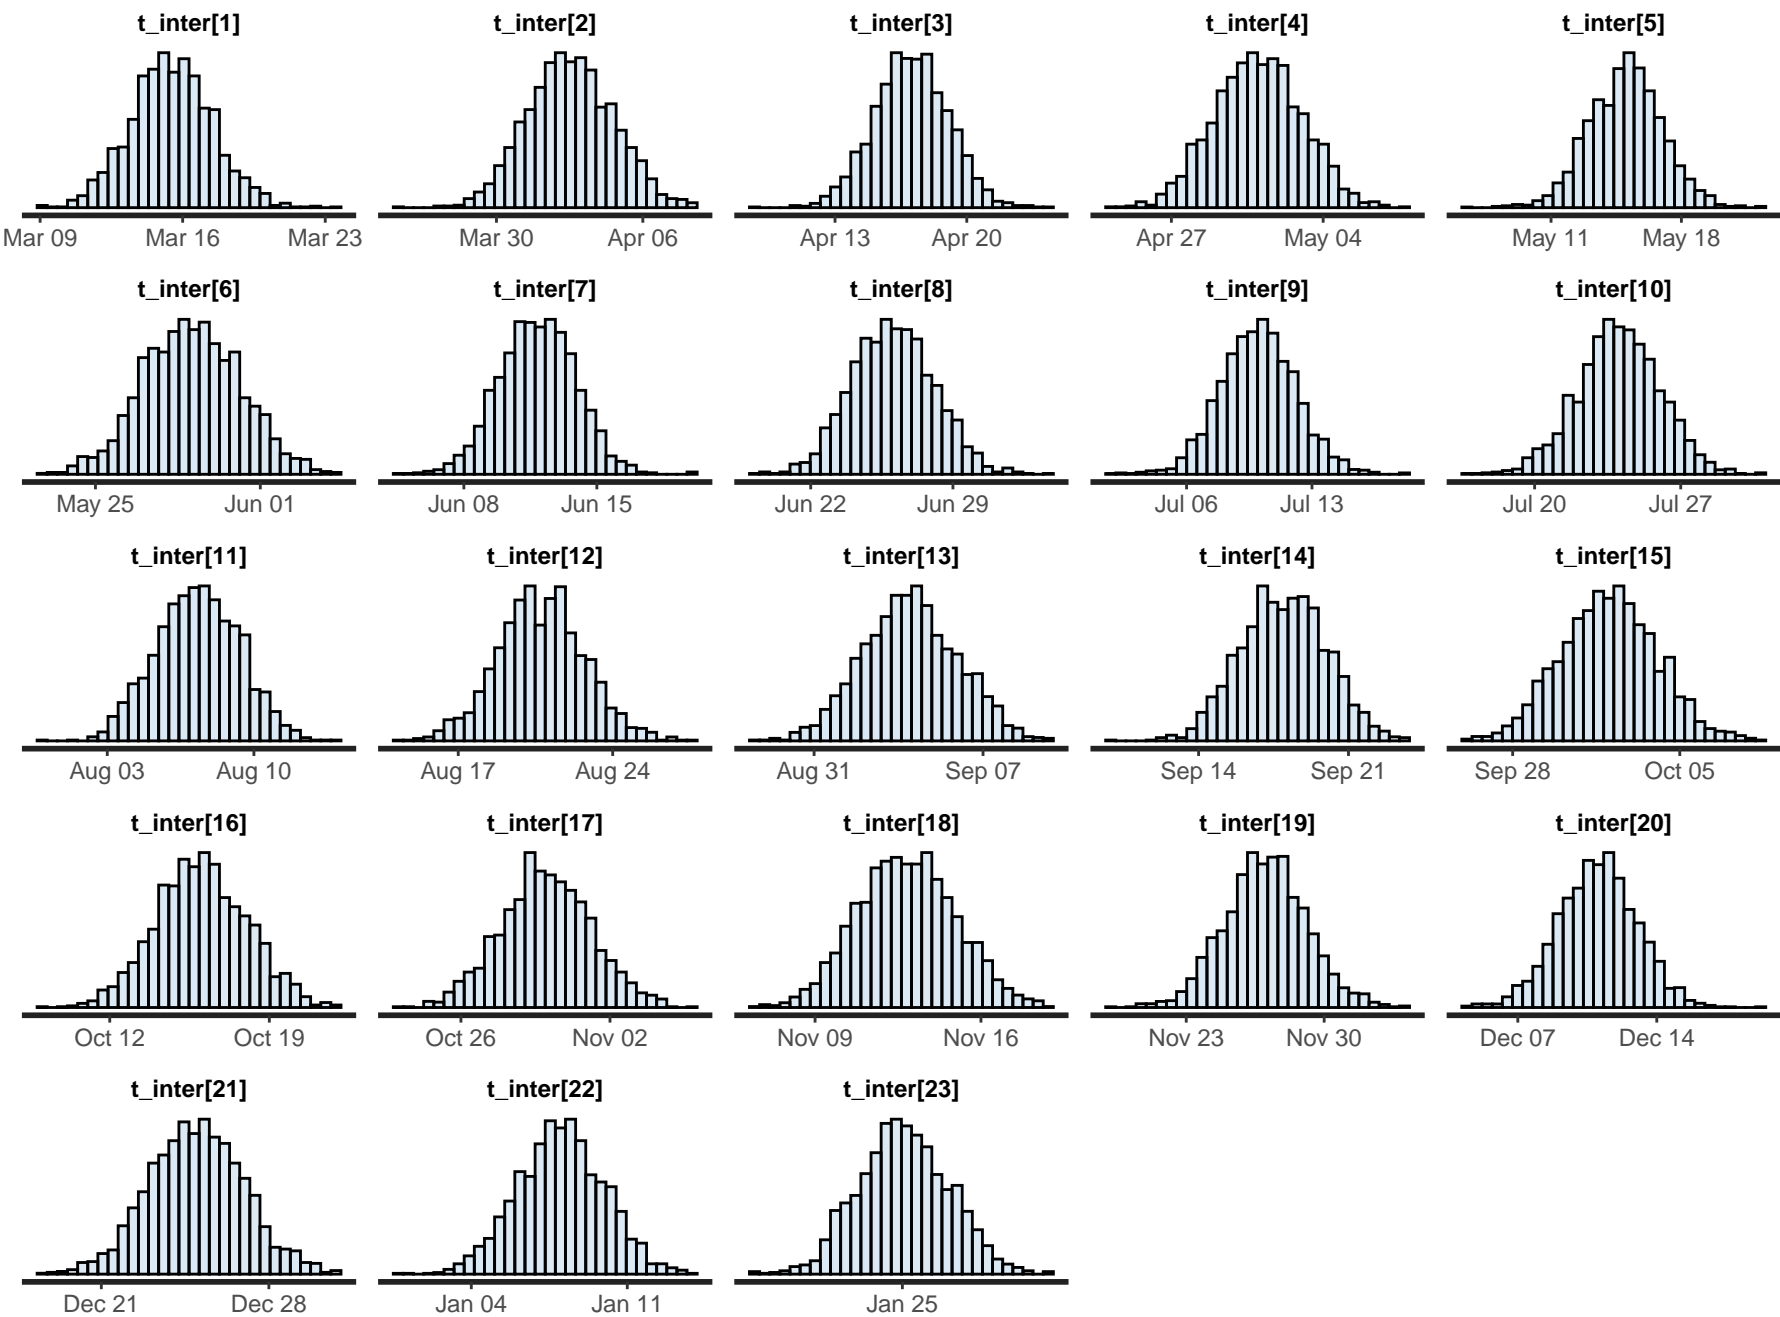 t_inter[1] t_inter[2] t_inter[3] t_inter[4] t_inter[5]
Mar 09 Mar 16 Mar 23 Mar 30 Apr 06 Apr 13 Apr 20 Apr 27 May 04 May 11 May 18
t_inter[6] t_inter[7] t_inter[8] t_inter[9] t_inter[10]
May 25 Jun 01 Jun 08 Jun 15 Jun 22 Jun 29 Jul 06 Jul 13 Jul 20 Jul 27
t_inter[11] t_inter[12] t_inter[13] t_inter[14] t_inter[15]
Aug 03 Aug 10 Aug 17 Aug 24 Aug 31 Sep 07 Sep 14 Sep 21 Sep 28 Oct 05
t_inter[16] t_inter[17] t_inter[18] t_inter[19] t_inter[20]
Oct 12 Oct 19 Oct 26 Nov 02 Nov 09 Nov 16 Nov 23 Nov 30 Dec 07 Dec 14
t_inter[21] t_inter[22] t_inter[23]
Dec 21 Dec 28 Jan 04 Jan 11 Jan 25